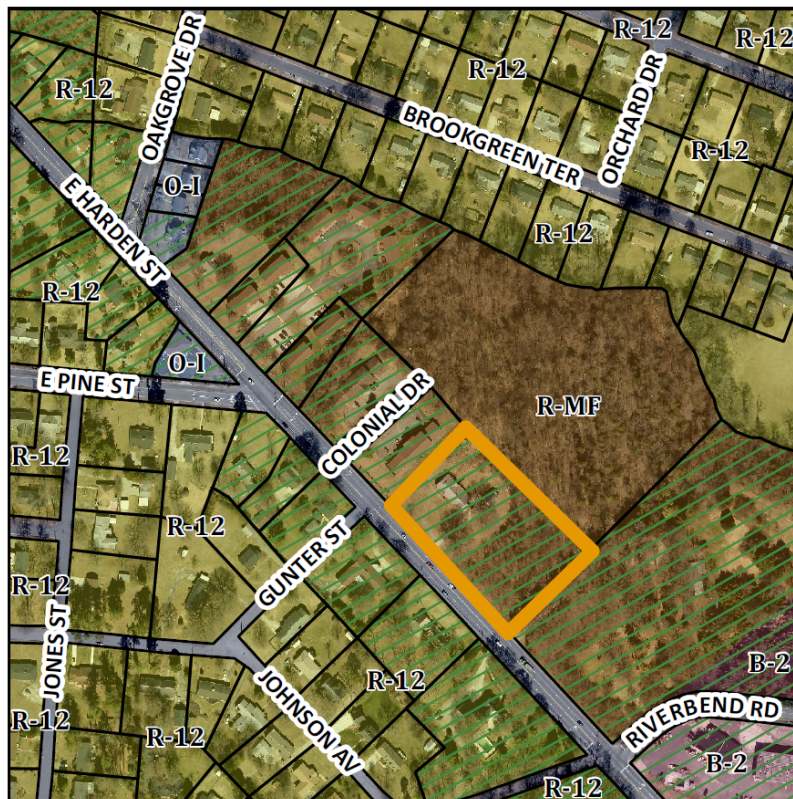 R-12
R-12
OAKGROVE DR
R-12
R-12
ORCHARD DR
BROOKGREEN TER
R-12
O-I
E HARDEN ST
R-12
R-12
O-I
E PINE ST
COLONIAL DR
R-MF
R-12
R-12
GUNTER ST
R-12
JONES ST
JOHNSON AV
R-12
B-2
R-12
R-12
RIVERBEND RD
B-2
R-12